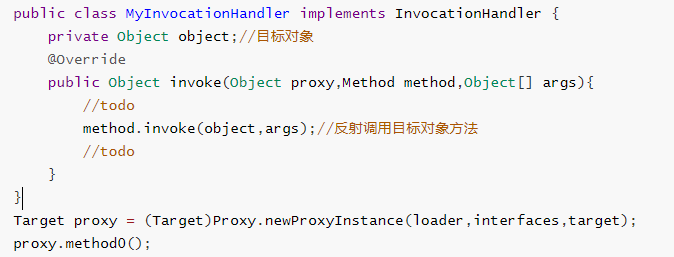 public class MyInvocationHandler implements InvocationHandler {
    private Object object;//目标对象
    @Override
    public Object invoke(Object proxy,Method method,Object[] args){
        //todo
        method.invoke(object,args);//反射调用目标对象方法
        //todo
    }
}
Target proxy = (Target)Proxy.newProxyInstance(loader,interfaces,target);
proxy.method0();